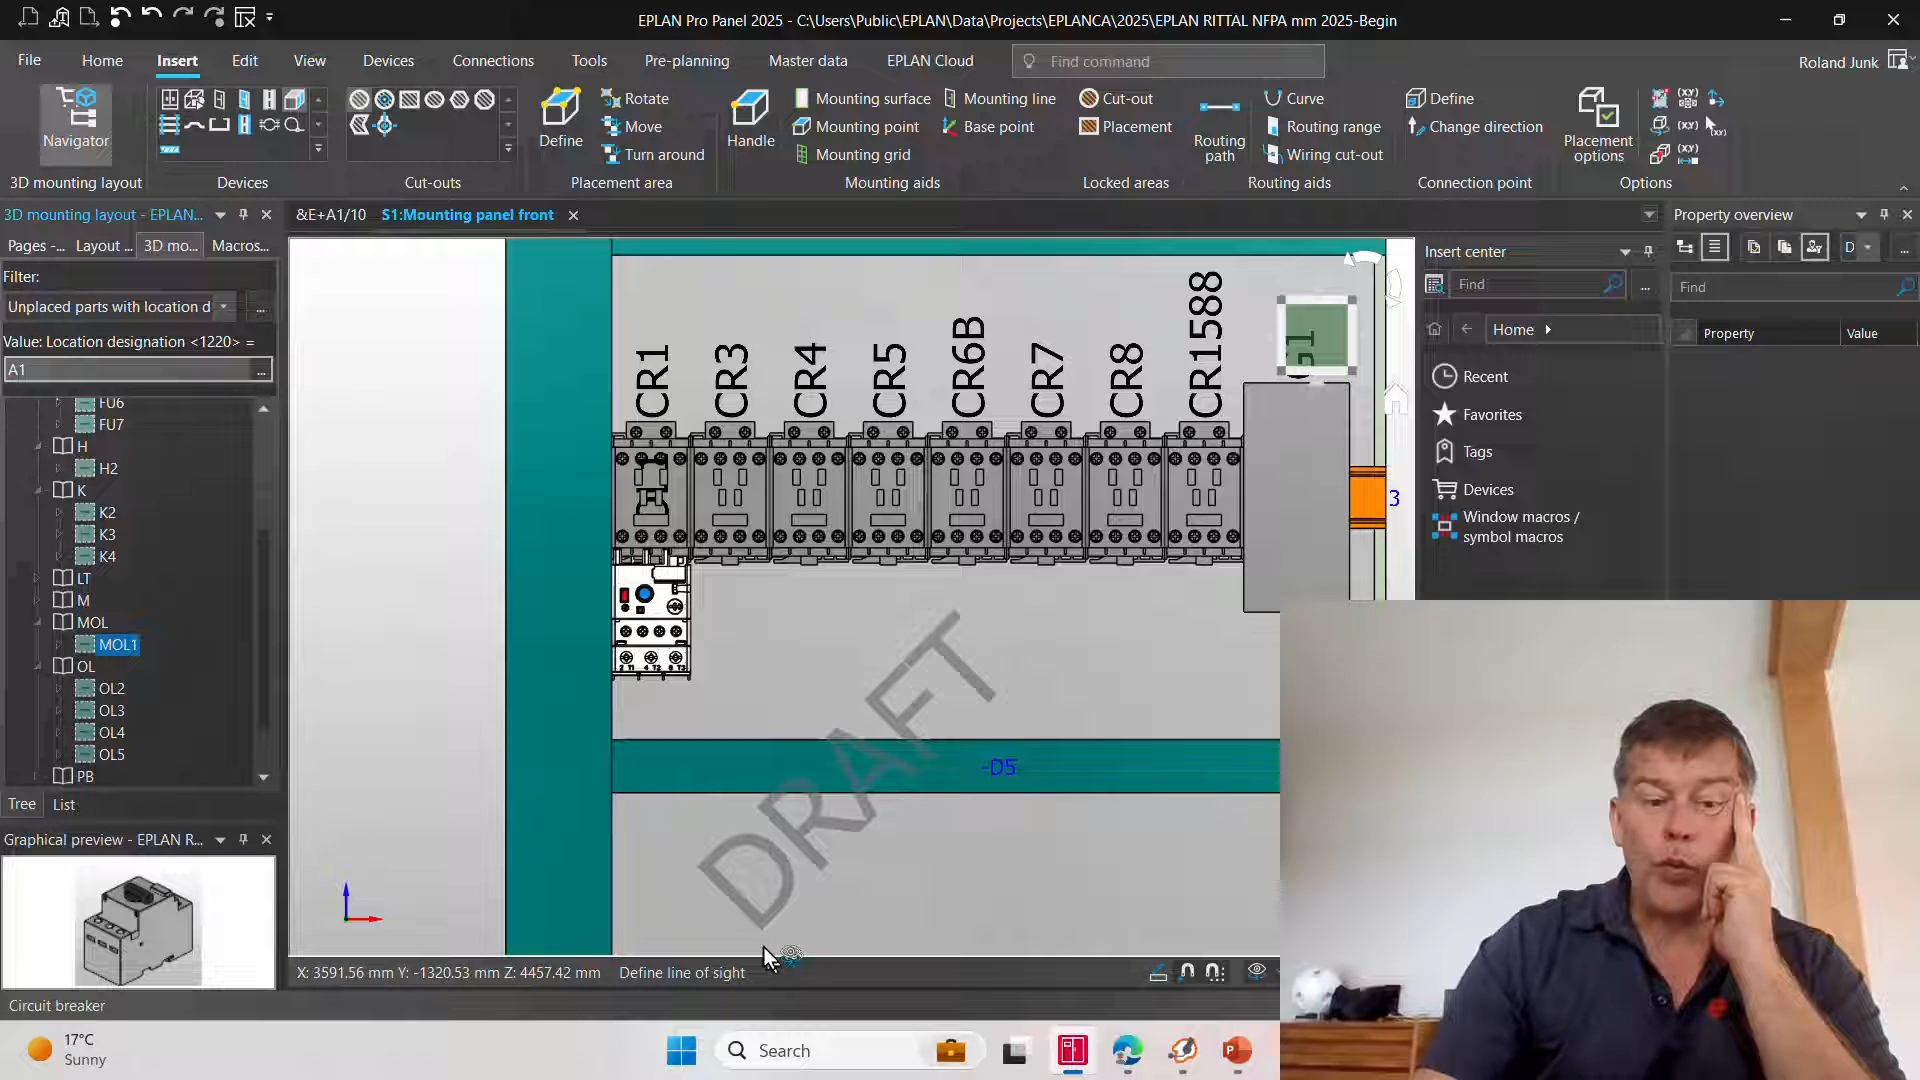 EPLAN Pro Panel 2025 - C:\Users\Public\EPLAN\Data\Projects\EPLANCA\2025\EPLAN RITTAL NFPA mm 2025-Begin
File Home Insert Edit View Devices Connections Tools Pre-planning Master data EPLAN Cloud Find command Roland Junk
Navigator
3D mounting layout
Devices
Cut-outs
Define
Rotate
Move
Turn around
Placement area
Handle
Mounting surface
Mounting point
Mounting grid
Mounting line
Base point
Mounting aids
Cut-out
Placement
Locked areas
Routing path
Curve
Routing range
Wiring cut-out
Routing aids
Define
Change direction
Connection point
Placement options
Options
3D mounting layout - EPLAN...
Pages -... Layout ... 3D mo... Macros...
Filter:
Unplaced parts with location d
...
Value: Location designation <1220> =
A1
...
FU6
FU7
H
H2
K
K2
K3
K4
LT
M
MOL
MOL1
OL
OL2
OL3
OL4
OL5
PB
Tree List
Graphical preview - EPLAN R...
Circuit breaker
&E+A1/10 S1:Mounting panel front
CR1 CR3 CR4 CR5 CR6B CR7 CR8 CR1588
3
2 T1 4 T2 6 T3
-D5
DRAFT
X: 3591.56 mm Y: -1320.53 mm Z: 4457.42 mm Define line of sight
Insert center
Find
...
Home
Recent
Favorites
Tags
Devices
Window macros /
symbol macros
Property overview
D
...
Find
Property Value
17°C
Sunny
Search